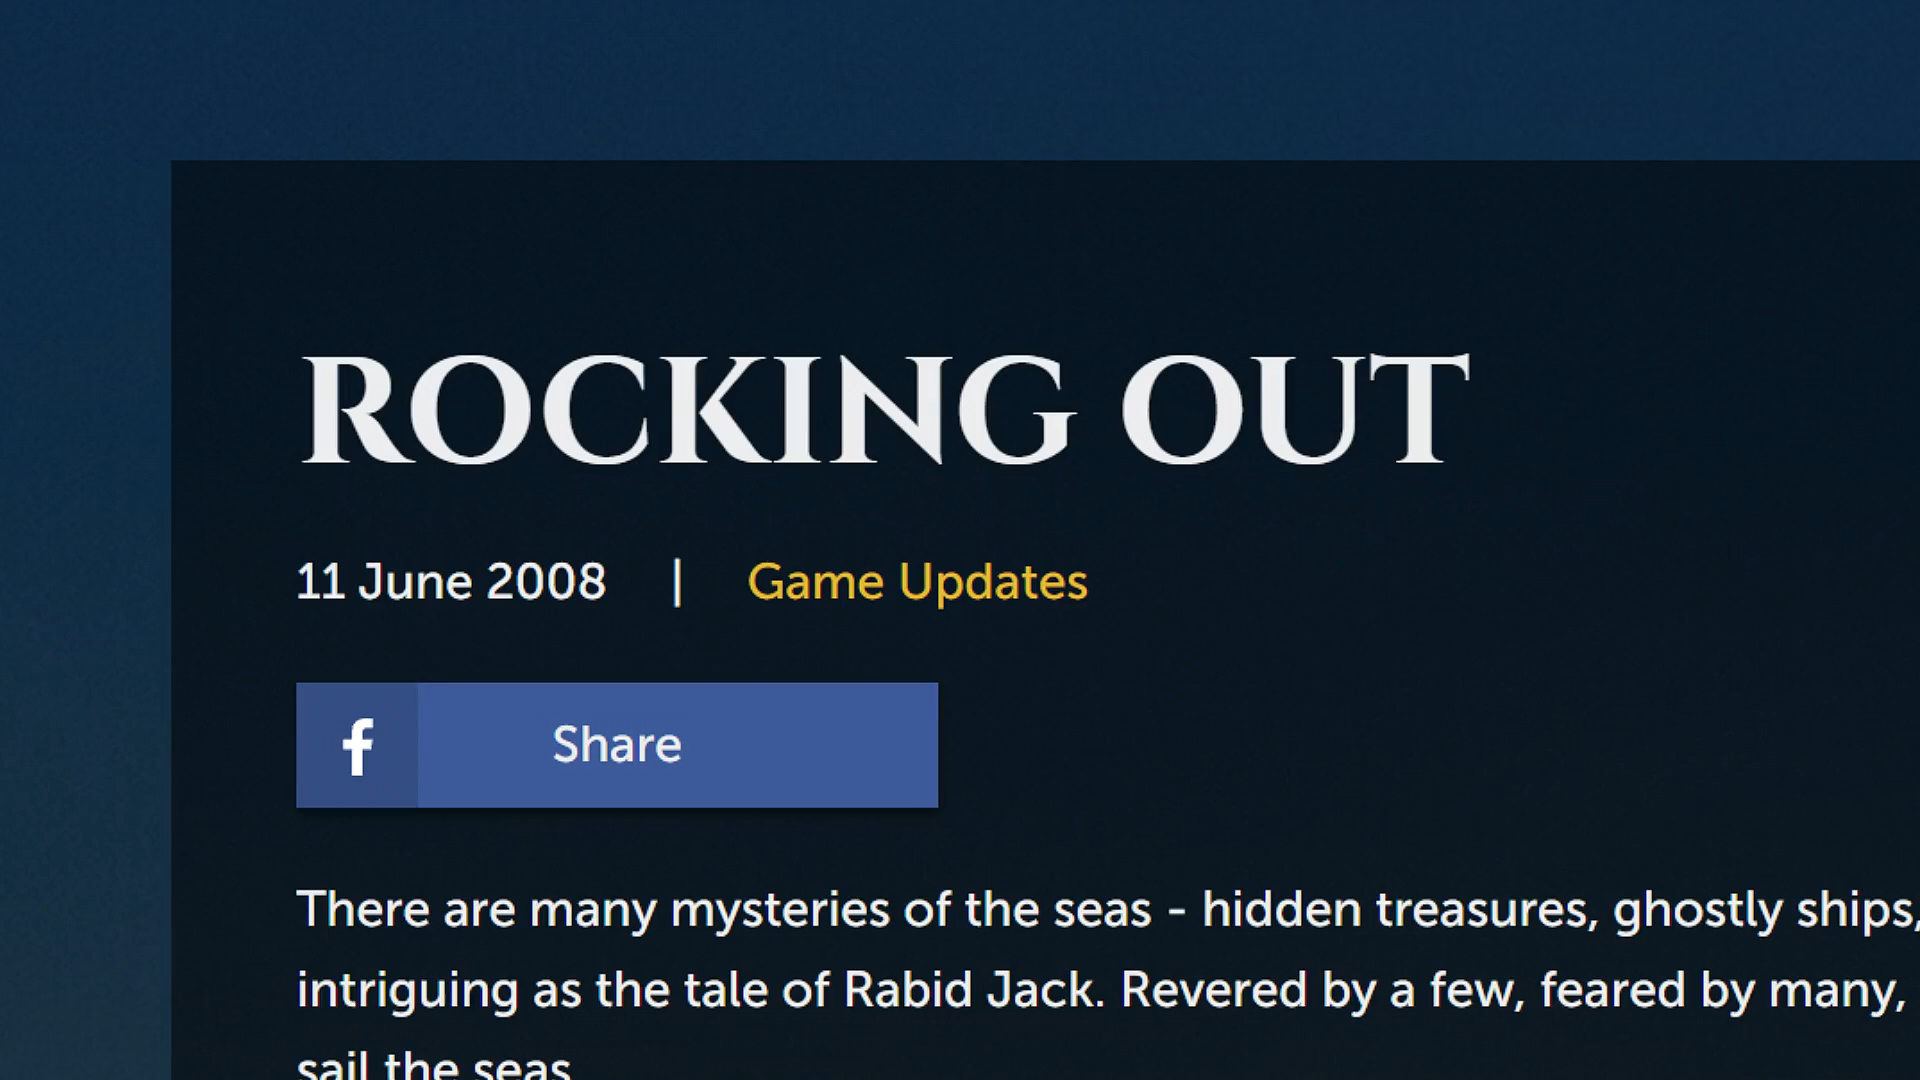 ROCKING OUT
11 June 2008 | Game Updates
f Share
There are many mysteries of the seas - hidden treasures, ghostly ships,
intriguing as the tale of Rabid Jack. Revered by a few, feared by many,
sail the seas